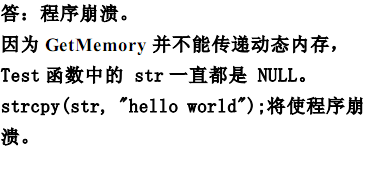 答：程序崩溃。
因为 GetMemory 并不能传递动态内存，
Test 函数中的 str 一直都是 NULL。
strcpy(str, "hello world");将使程序崩
溃。